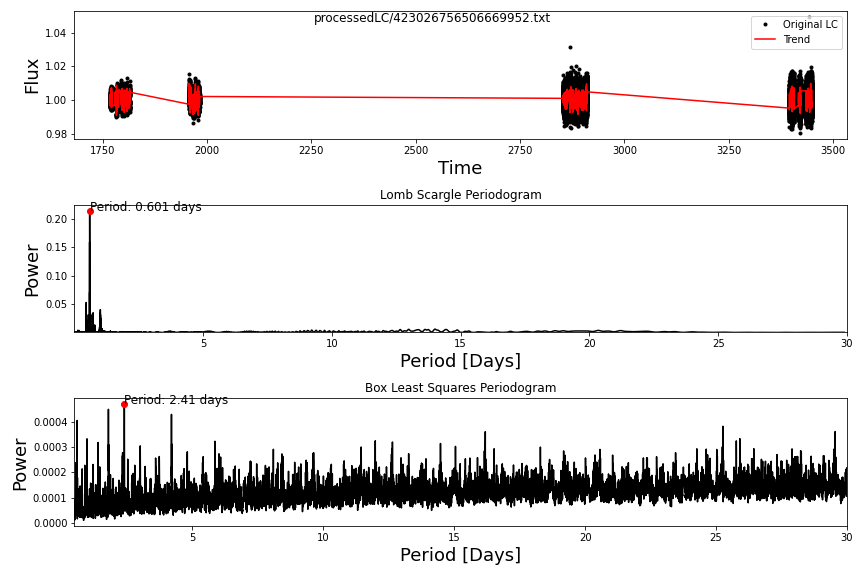 processedLC/423026756506669952.txt
Original LC
Trend
Flux
1.04
1.02
1.00
0.98
1750
2000
2250
2500
2750
3000
3250
3500
Time
Lomb Scargle Periodogram
Period: 0.601 days
Power
0.20
0.15
0.10
0.05
5
10
15
20
25
30
Period [Days]
Box Least Squares Periodogram
Period: 2.41 days
Power
0.0004
0.0003
0.0002
0.0001
0.0000
5
10
15
20
25
30
Period [Days]